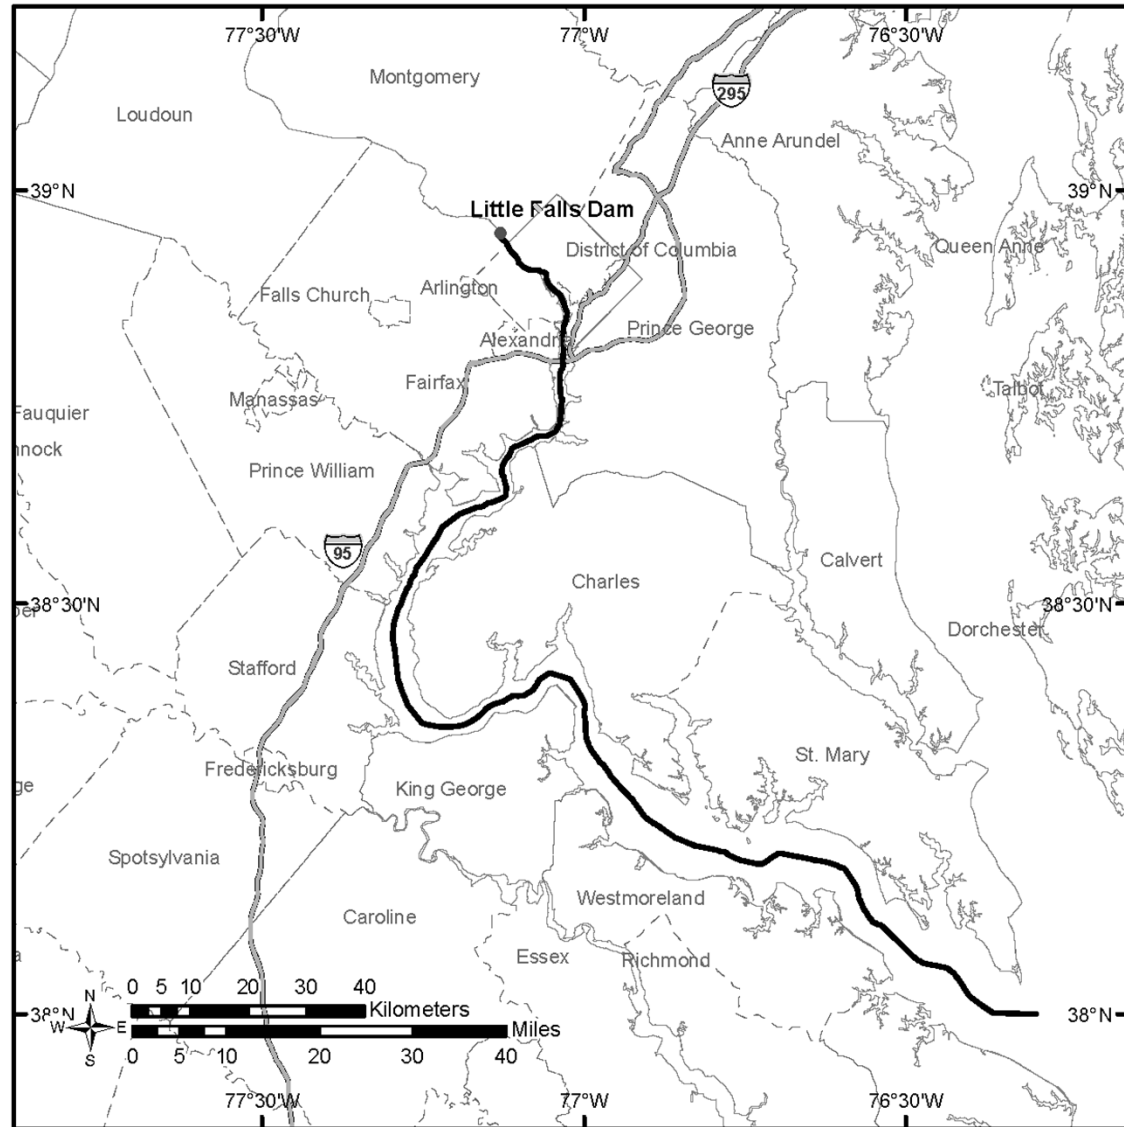 77°30'W 77°W 76°30'W
Montgomery
295
Loudoun
Anne Arundel
39°N 39°N
Little Falls Dam
District of Columbia
Queen Anne
Arlington
Falls Church
Prince George
Alexandria
Fairfax
Talbot
Manassas
Fauquier
nnock
Prince William
95
Calvert
Charles
38°30'N 38°30'N
Dorchester
Stafford
St. Mary
Fredericksburg
King George
ge
Spotsylvania
Westmoreland
Caroline
Essex
Richmond
a
0 5 10 20 30 40
Kilometers
N
W E
S
Miles
0 5 10 20 30 40
38°N 38°N
77°30'W 77°W 76°30'W